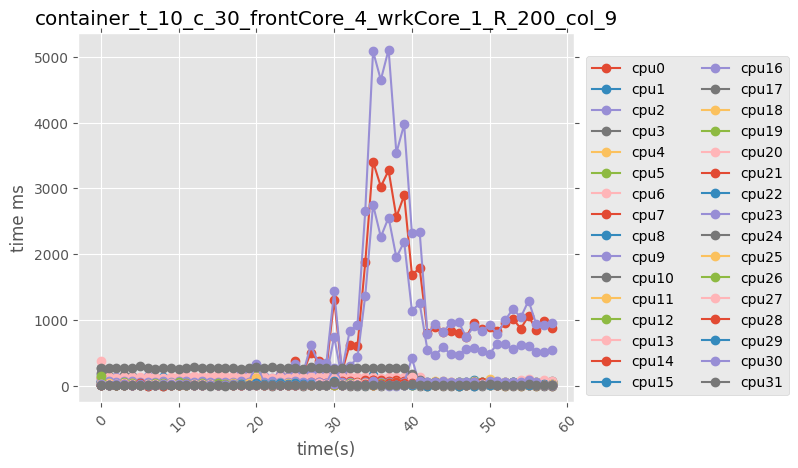 container_t_10_c_30_frontCore_4_wrkCore_1_R_200_col_9
time ms
5000
4000
3000
2000
1000
0
0
10
20
30
40
50
60
time(s)
cpu0
cpu1
cpu2
cpu3
cpu4
cpu5
cpu6
cpu7
cpu8
cpu9
cpu10
cpu11
cpu12
cpu13
cpu14
cpu15
cpu16
cpu17
cpu18
cpu19
cpu20
cpu21
cpu22
cpu23
cpu24
cpu25
cpu26
cpu27
cpu28
cpu29
cpu30
cpu31